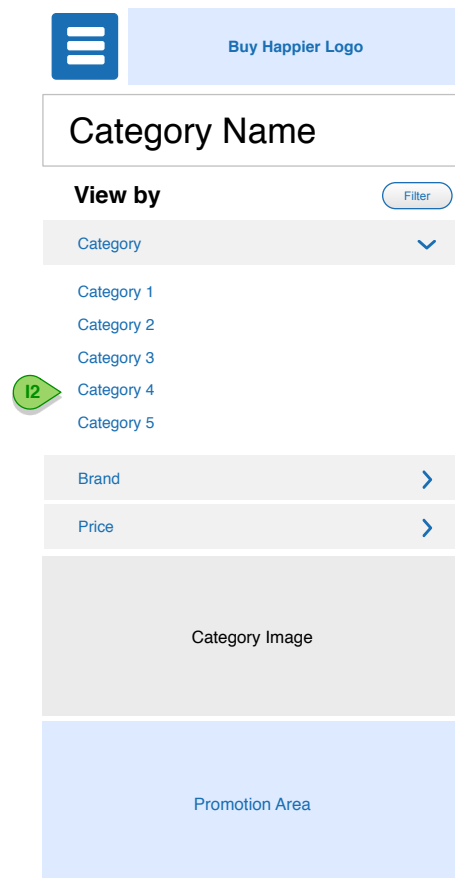 Buy Happier Logo
Category Name
View by
Filter
Category
Category 1
Category 2
Category 3
I2
Category 4
Category 5
Brand
Price
Category Image
Promotion Area